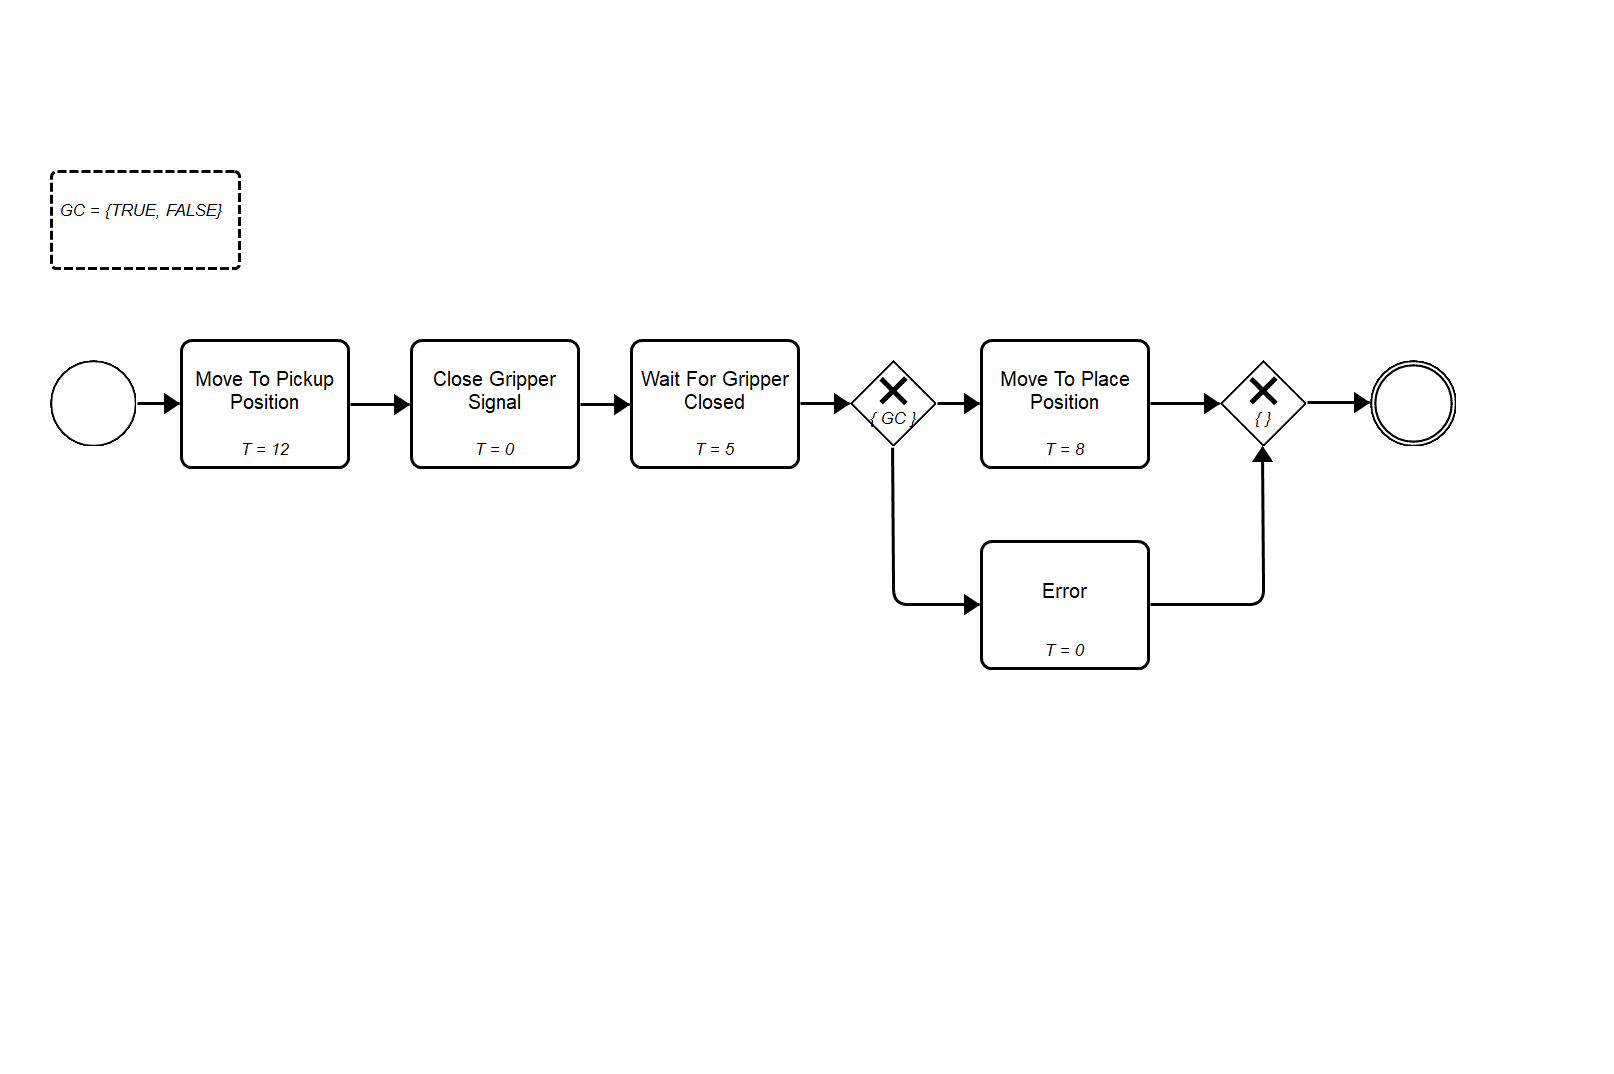 GC = {TRUE, FALSE}
Move To Pickup
Position
T = 12
Close Gripper
Signal
T = 0
Wait For Gripper
Closed
T = 5
{ GC }
Move To Place
Position
T = 8
{ }
Error
T = 0